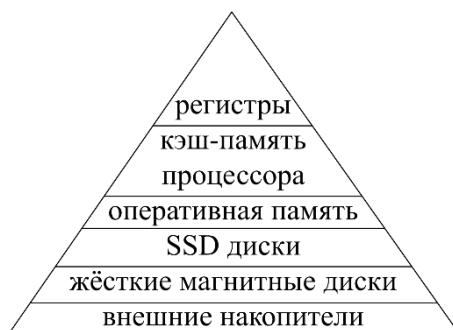 регистры
кэш-память
процессора
оперативная память
SSD диски
жёсткие магнитные диски
внешние накопители